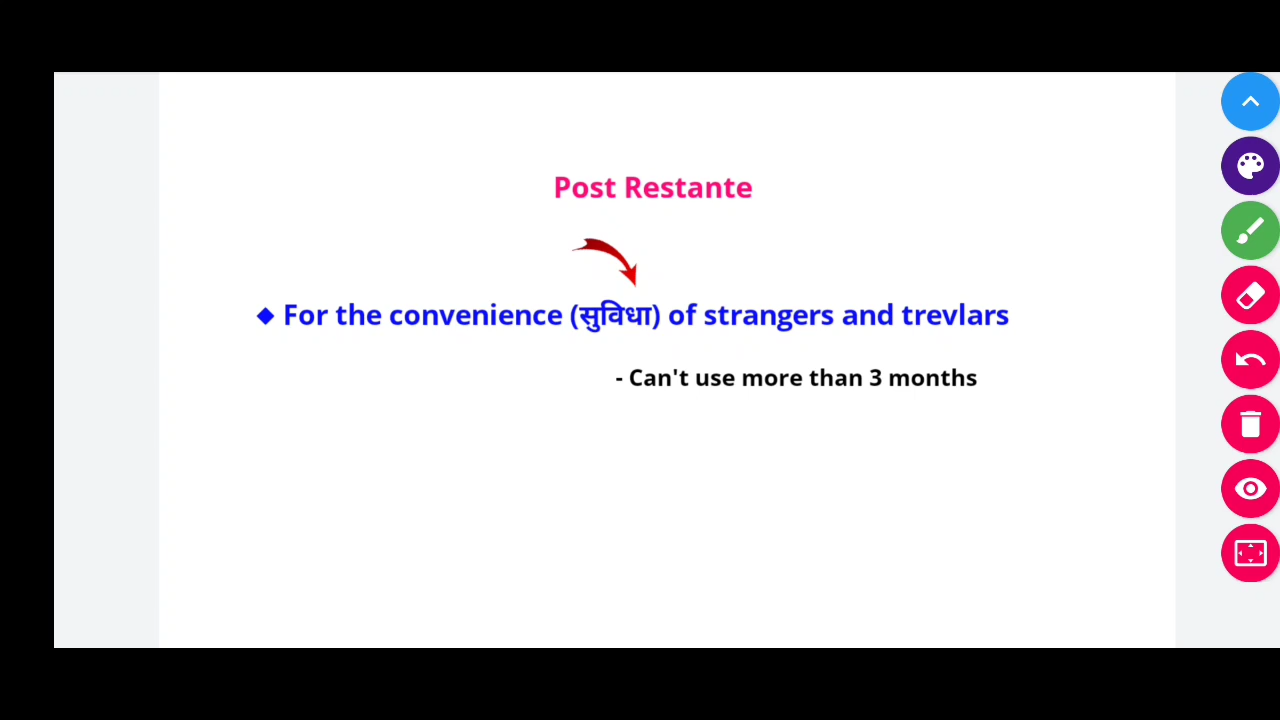 Post Restante
◆ For the convenience (सुविधा) of strangers and trevlars
- Can't use more than 3 months